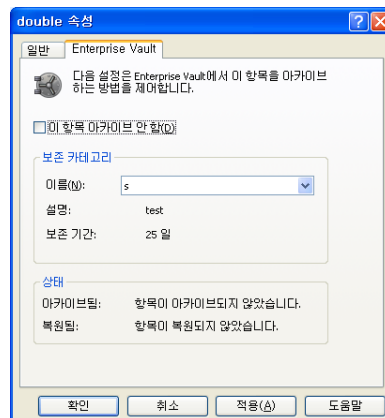 double 속성
일반
Enterprise Vault
다음 설정은 Enterprise Vault에서 이 항목을 아카이브
하는 방법을 제어합니다.
이 항목 아카이브 안 함(D)
보존 카테고리
이름(N): s
설명: test
보존 기간: 25 일
상태
아카이브됨: 항목이 아카이브되지 않았습니다.
복원됨: 항목이 복원되지 않았습니다.
확인 취소 적용(A) 도움말